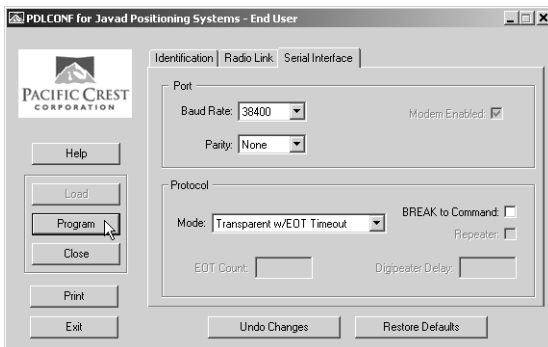 PDLCONF for Javad Positioning Systems - End User
PACIFIC CREST
CORPORATION
Help
Load
Program
Close
Print
Exit
Identification Radio Link Serial Interface
Port
Baud Rate: 38400
Modem Enabled:
Parity: None
Protocol
Mode: Transparent w/EOT Timeout
BREAK to Command:
Repeater:
EOT Count:
Digipeater Delay:
Undo Changes Restore Defaults